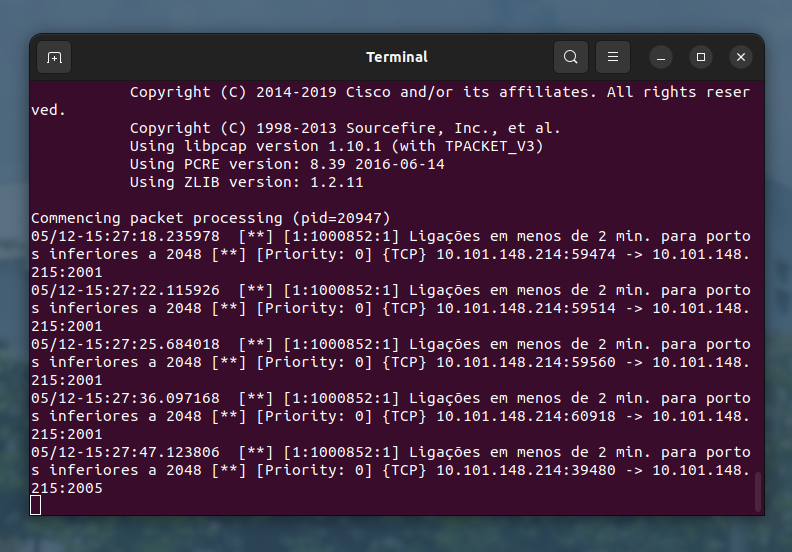 Terminal
Copyright (C) 2014-2019 Cisco and/or its affiliates. All rights reser
ved.
Copyright (C) 1998-2013 Sourcefire, Inc., et al.
Using libpcap version 1.10.1 (with TPACKET_V3)
Using PCRE version: 8.39 2016-06-14
Using ZLIB version: 1.2.11
Commencing packet processing (pid=20947)
05/12-15:27:18.235978  [**] [1:1000852:1] Ligações em menos de 2 min. para porto
s inferiores a 2048 [**] [Priority: 0] {TCP} 10.101.148.214:59474 -> 10.101.148.
215:2001
05/12-15:27:22.115926  [**] [1:1000852:1] Ligações em menos de 2 min. para porto
s inferiores a 2048 [**] [Priority: 0] {TCP} 10.101.148.214:59514 -> 10.101.148.
215:2001
05/12-15:27:25.684018  [**] [1:1000852:1] Ligações em menos de 2 min. para porto
s inferiores a 2048 [**] [Priority: 0] {TCP} 10.101.148.214:59560 -> 10.101.148.
215:2001
05/12-15:27:36.097168  [**] [1:1000852:1] Ligações em menos de 2 min. para porto
s inferiores a 2048 [**] [Priority: 0] {TCP} 10.101.148.214:60918 -> 10.101.148.
215:2001
05/12-15:27:47.123806  [**] [1:1000852:1] Ligações em menos de 2 min. para porto
s inferiores a 2048 [**] [Priority: 0] {TCP} 10.101.148.214:39480 -> 10.101.148.
215:2005